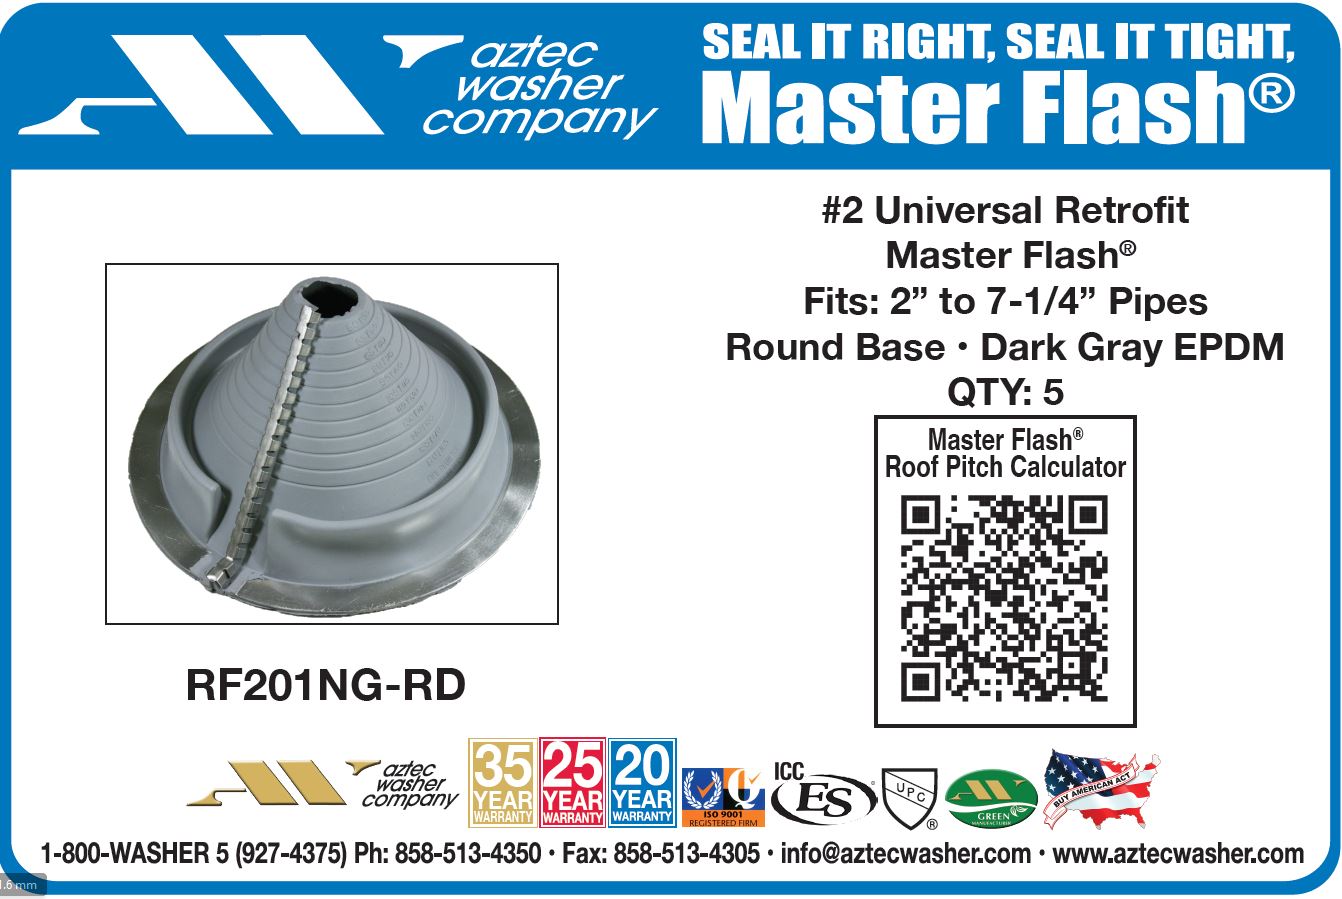 aztec
washer
company
SEAL IT RIGHT, SEAL IT TIGHT,
Master Flash®
#2 Universal Retrofit
Master Flash®
Fits: 2” to 7-1/4” Pipes
Round Base • Dark Gray EPDM
QTY: 5
Master Flash®
Roof Pitch Calculator
RF201NG-RD
aztec
washer
company
35
YEAR
WARRANTY
25
YEAR
WARRANTY
20
YEAR
WARRANTY
Q
ISO 9001
REGISTERED FIRM
ICC
ES®
UPC
®
GREEN
MANUFACTURER
BUY AMERICAN ACT
1-800-WASHER 5 (927-4375) Ph: 858-513-4350 • Fax: 858-513-4305 • info@aztecwasher.com • www.aztecwasher.com
.6 mm